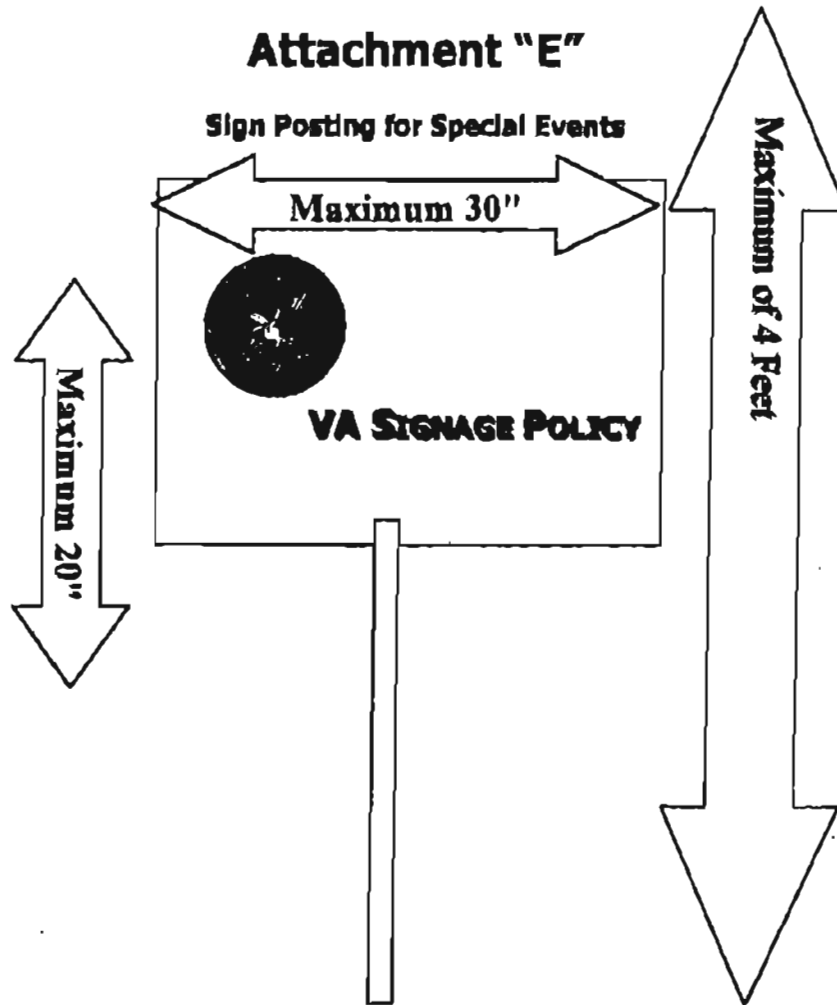 Attachment "E"
Sign Posting for Special Events
Maximum 30"
Maximum of 4 Feet
Maximum 20"
VA SIGNAGE POLICY